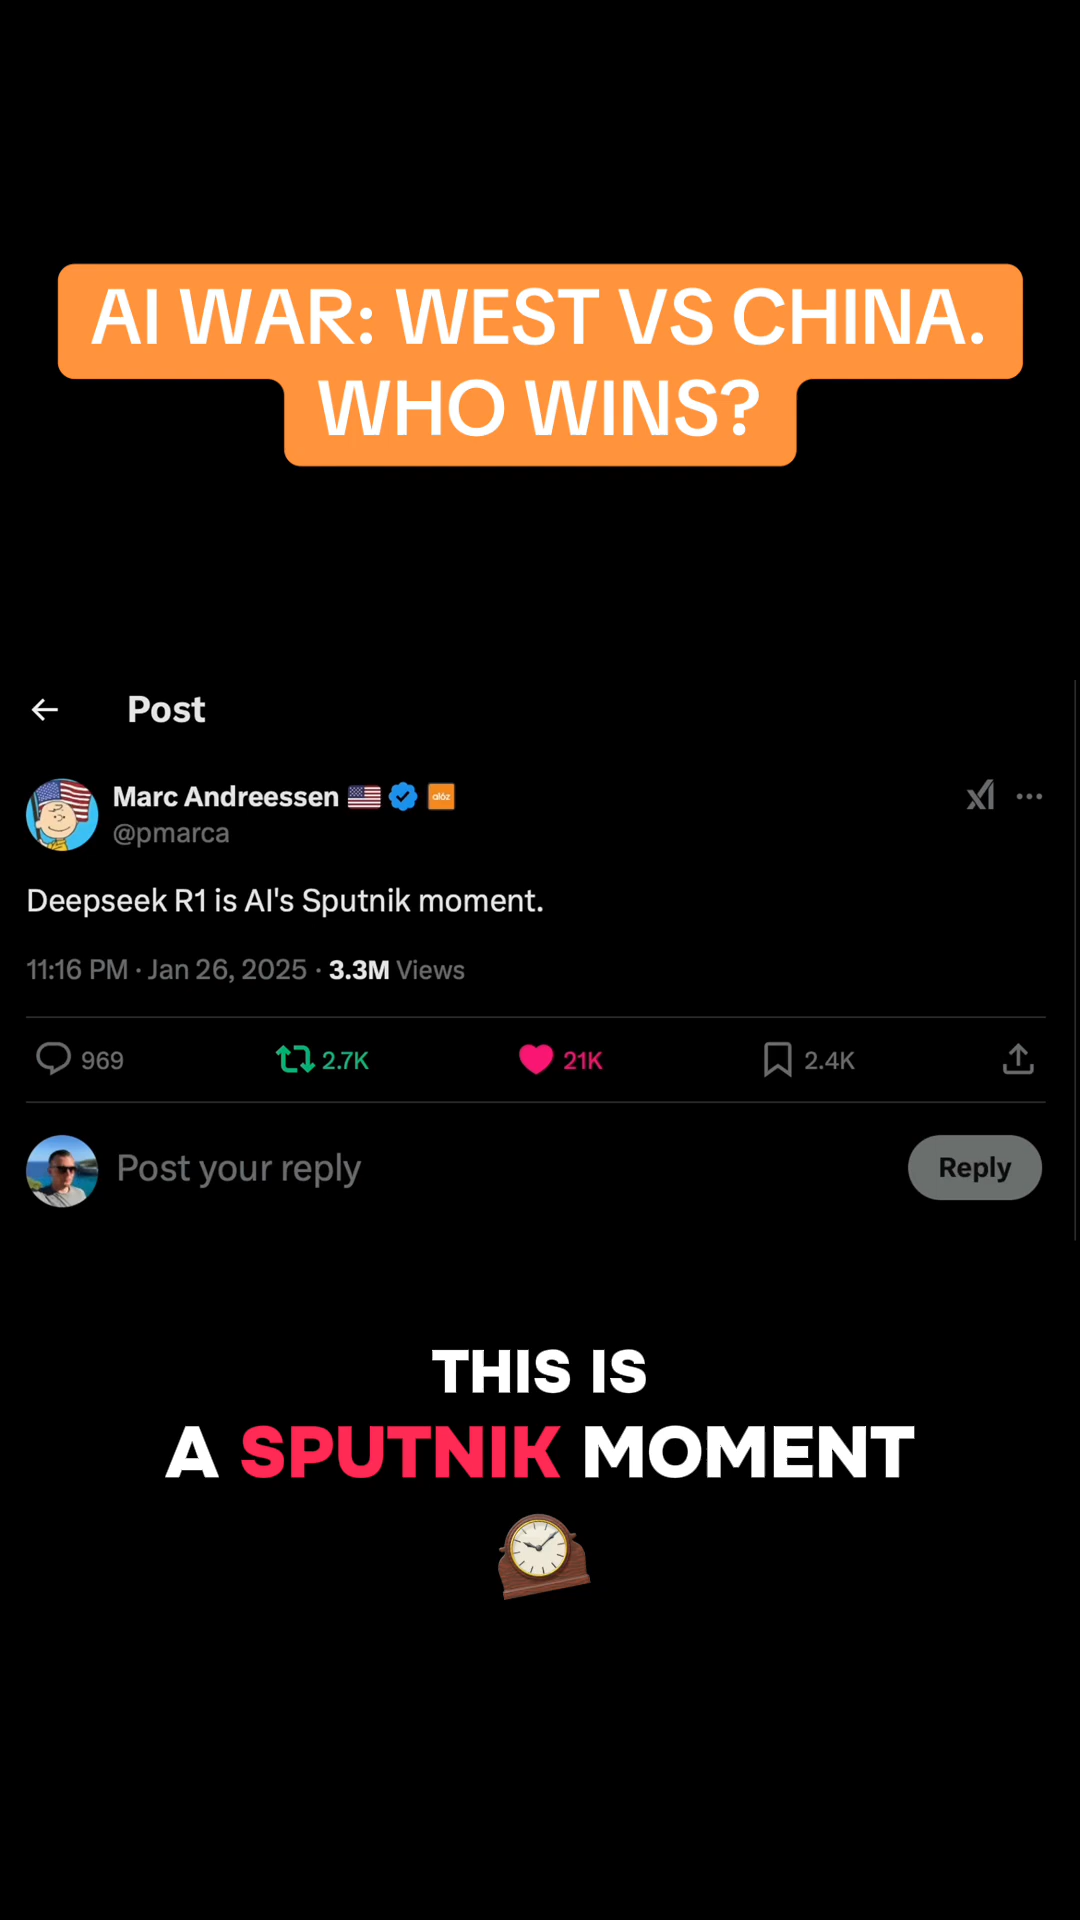 AI WAR: WEST VS CHINA.
WHO WINS?
Post
Marc Andreessen
@pmarca
Deepseek R1 is AI's Sputnik moment.
11:16 PM · Jan 26, 2025 · 3.3M Views
969 2.7K 21K 2.4K
Post your reply
Reply
THIS IS
A SPUTNIK MOMENT